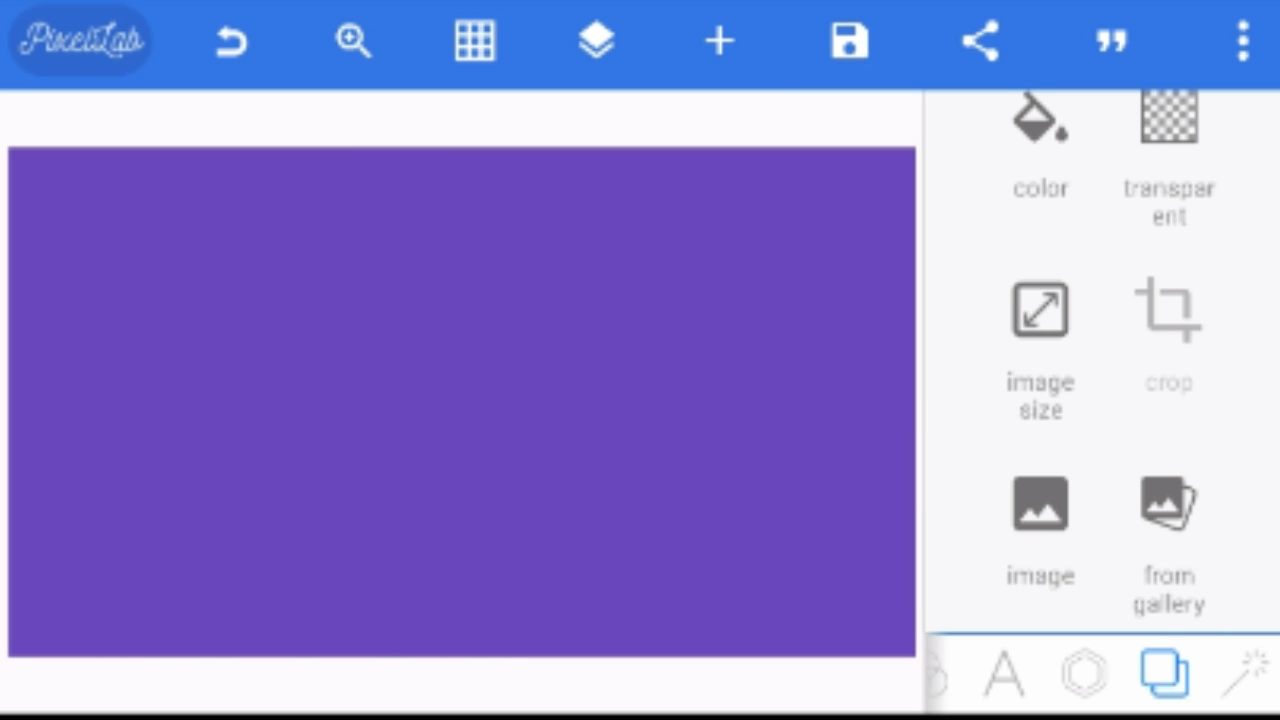 PixelLab
color
transpar
ent
image
size
crop
image
from
gallery